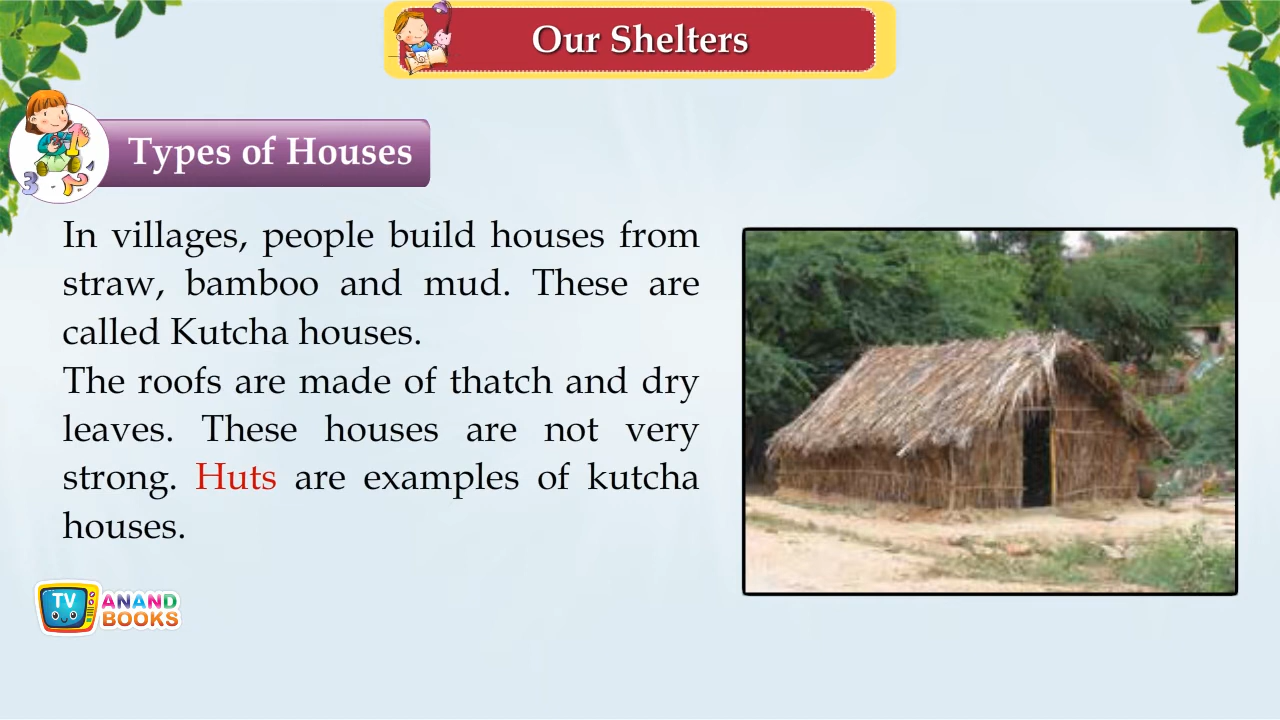 Our Shelters
Types of Houses
In villages, people build houses from
straw, bamboo and mud. These are
called Kutcha houses.
The roofs are made of thatch and dry
leaves. These houses are not very
strong. Huts are examples of kutcha
houses.
TV ANAND
BOOKS